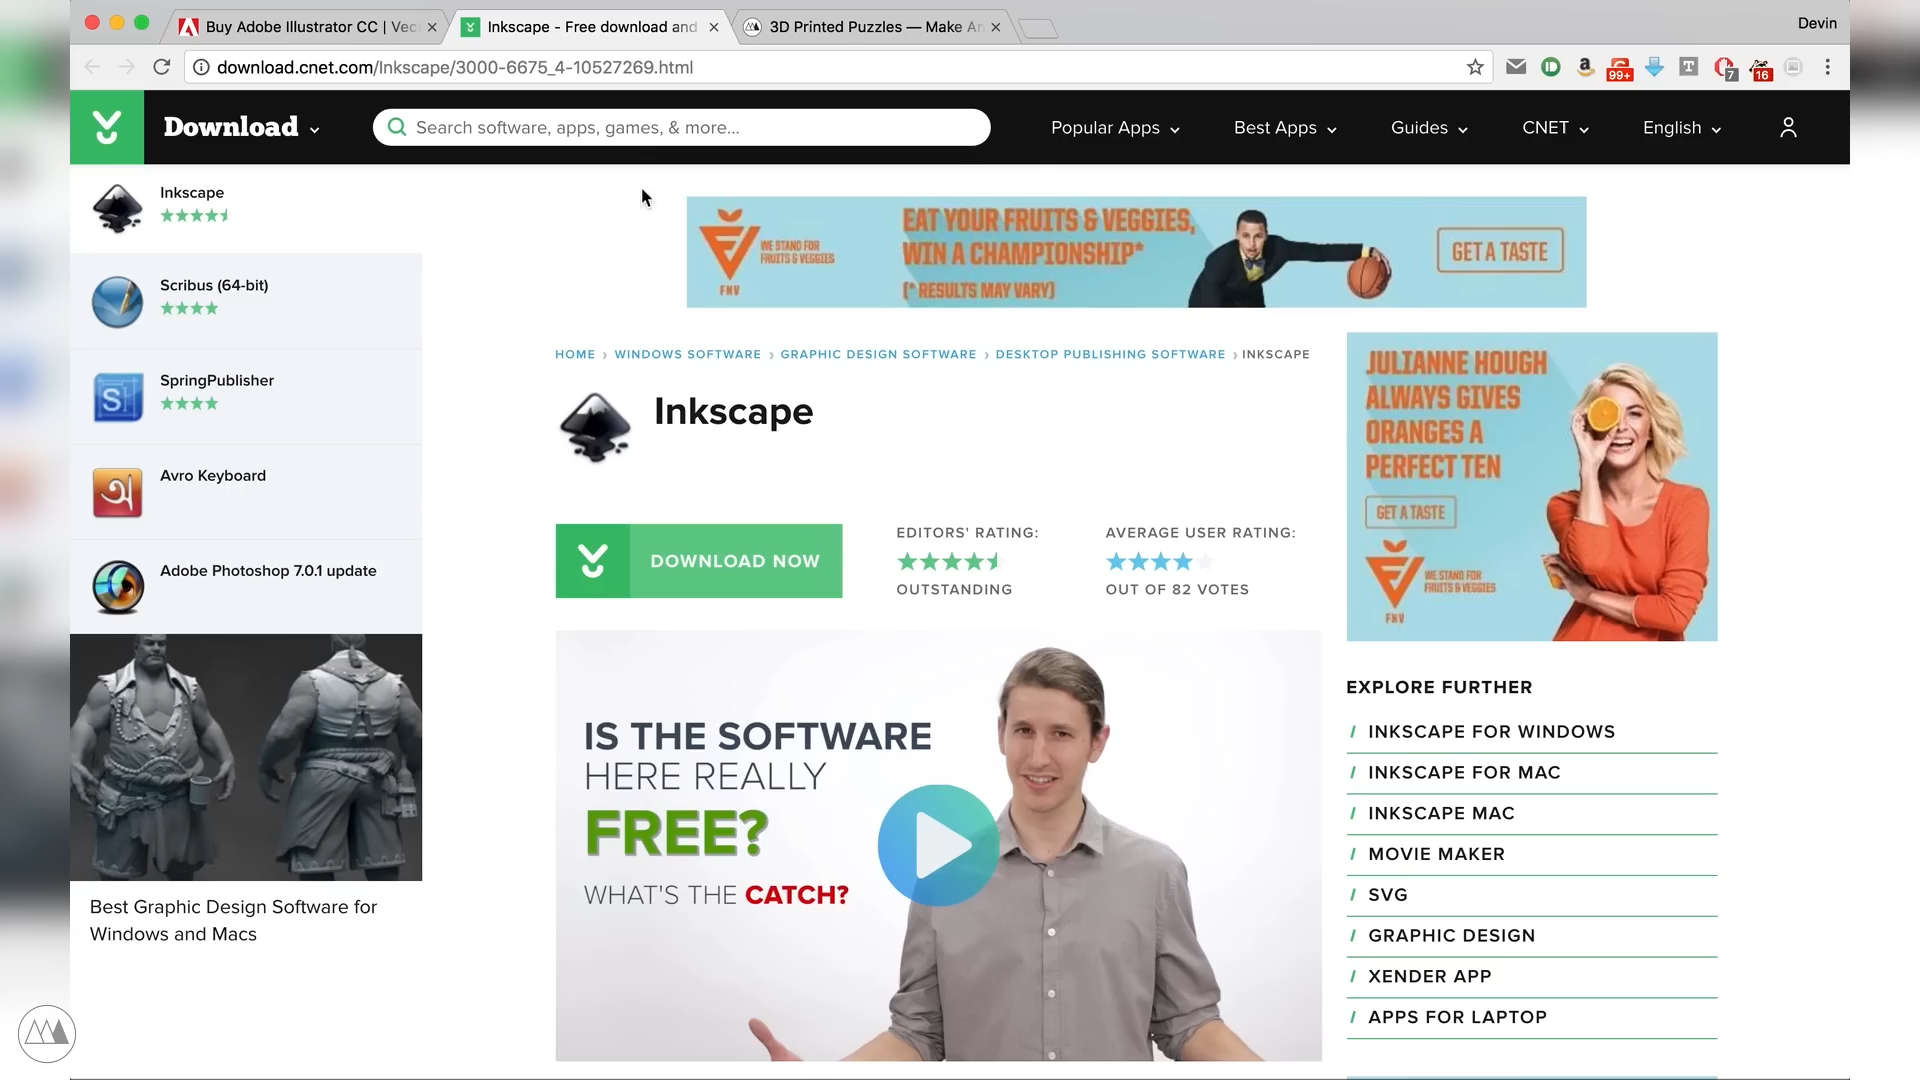 Buy Adobe Illustrator CC | Vec
Inkscape - Free download and
3D Printed Puzzles — Make An
Devin
download.cnet.com/Inkscape/3000-6675_4-10527269.html
99+
7
16
Download
Search software, apps, games, & more...
Popular Apps
Best Apps
Guides
CNET
English
Inkscape
Scribus (64-bit)
SpringPublisher
Avro Keyboard
Adobe Photoshop 7.0.1 update
Best Graphic Design Software for
Windows and Macs
WE STAND FOR
FRUITS & VEGGIES
FNV
EAT YOUR FRUITS & VEGGIES,
WIN A CHAMPIONSHIP*
(* RESULTS MAY VARY)
GET A TASTE
HOME › WINDOWS SOFTWARE › GRAPHIC DESIGN SOFTWARE › DESKTOP PUBLISHING SOFTWARE › INKSCAPE
Inkscape
DOWNLOAD NOW
EDITORS' RATING:
OUTSTANDING
AVERAGE USER RATING:
OUT OF 82 VOTES
IS THE SOFTWARE
HERE REALLY
FREE?
WHAT'S THE CATCH?
JULIANNE HOUGH
ALWAYS GIVES
ORANGES A
PERFECT TEN
GET A TASTE
WE STAND FOR
FRUITS & VEGGIES
FNV
EXPLORE FURTHER
/ INKSCAPE FOR WINDOWS
/ INKSCAPE FOR MAC
/ INKSCAPE MAC
/ MOVIE MAKER
/ SVG
/ GRAPHIC DESIGN
/ XENDER APP
/ APPS FOR LAPTOP